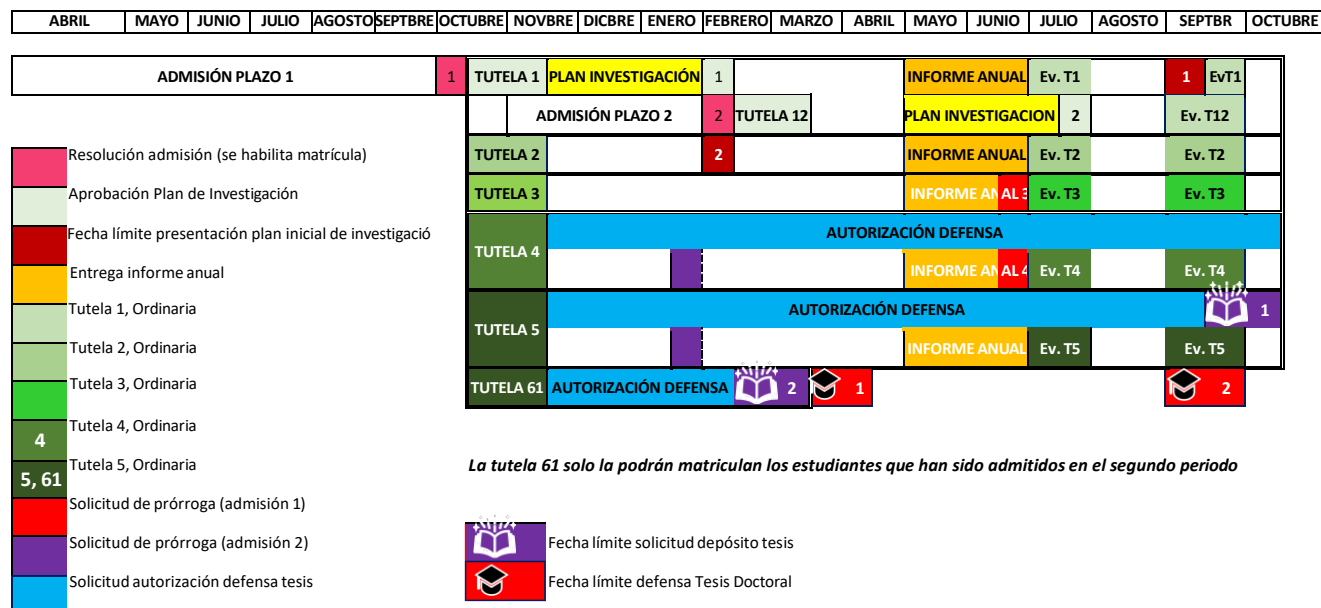 ABRIL MAYO JUNIO JULIO AGOSTO SEPTBRE OCTUBRE NOVBRE DICBRE ENERO FEBRERO MARZO ABRIL MAYO JUNIO JULIO AGOSTO SEPTBR OCTUBRE
ADMISIÓN PLAZO 1 1 TUTELA 1 PLAN INVESTIGACIÓN 1 INFORME ANUAL Ev. T1 1 EvT1
ADMISIÓN PLAZO 2 2 TUTELA 12 PLAN INVESTIGACION 2 Ev. T12
Resolución admisión (se habilita matrícula) TUTELA 2 2 INFORME ANUAL Ev. T2 Ev. T2
Aprobación Plan de Investigación TUTELA 3 INFORME AN AL 3 Ev. T3 Ev. T3
Fecha límite presentación plan inicial de investigació TUTELA 4 AUTORIZACIÓN DEFENSA
Entrega informe anual INFORME AN AL 4 Ev. T4 Ev. T4
Tutela 1, Ordinaria TUTELA 5 AUTORIZACIÓN DEFENSA 1
Tutela 2, Ordinaria INFORME ANUAL Ev. T5 Ev. T5
Tutela 3, Ordinaria TUTELA 61 AUTORIZACIÓN DEFENSA 2 1 2
4 Tutela 4, Ordinaria
5, 61 Tutela 5, Ordinaria
La tutela 61 solo la podrán matriculan los estudiantes que han sido admitidos en el segundo periodo
Solicitud de prórroga (admisión 1)
Solicitud de prórroga (admisión 2) Fecha límite solicitud depósito tesis
Solicitud autorización defensa tesis Fecha límite defensa Tesis Doctoral